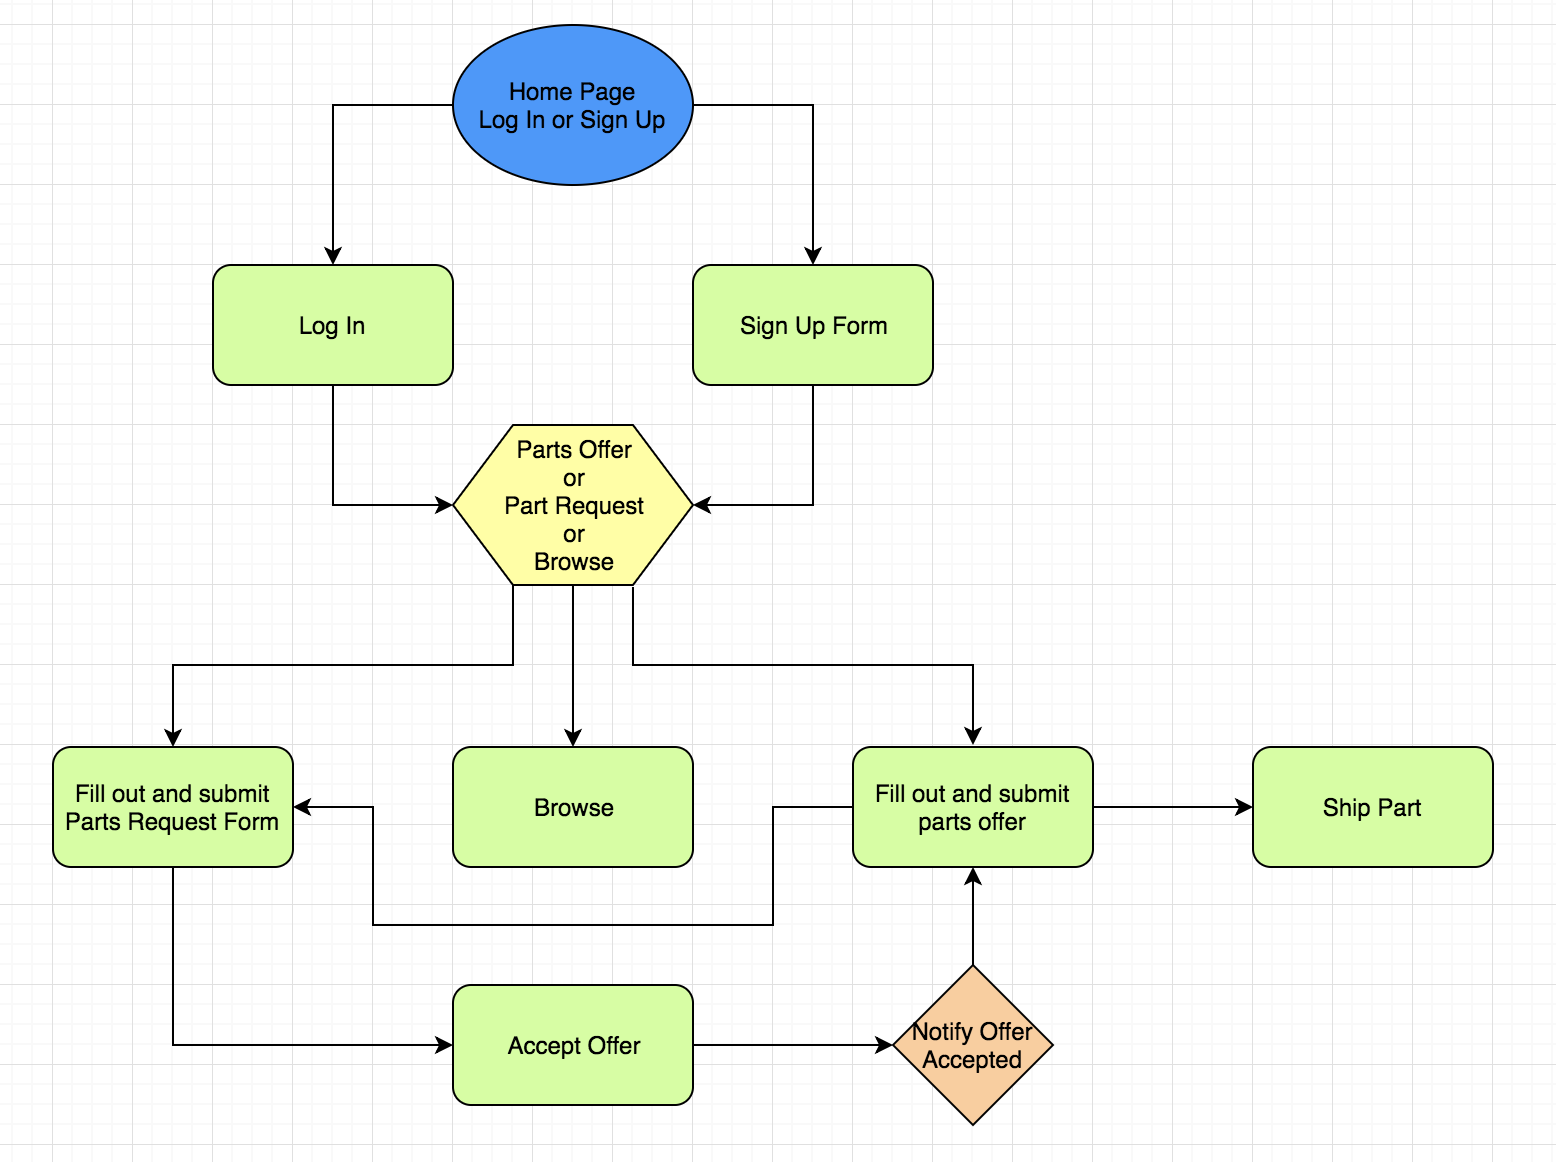 Home Page
Log In or Sign Up
Log In
Sign Up Form
Parts Offer
or
Part Request
or
Browse
Fill out and submit
Parts Request Form
Browse
Fill out and submit
parts offer
Ship Part
Accept Offer
Notify Offer
Accepted